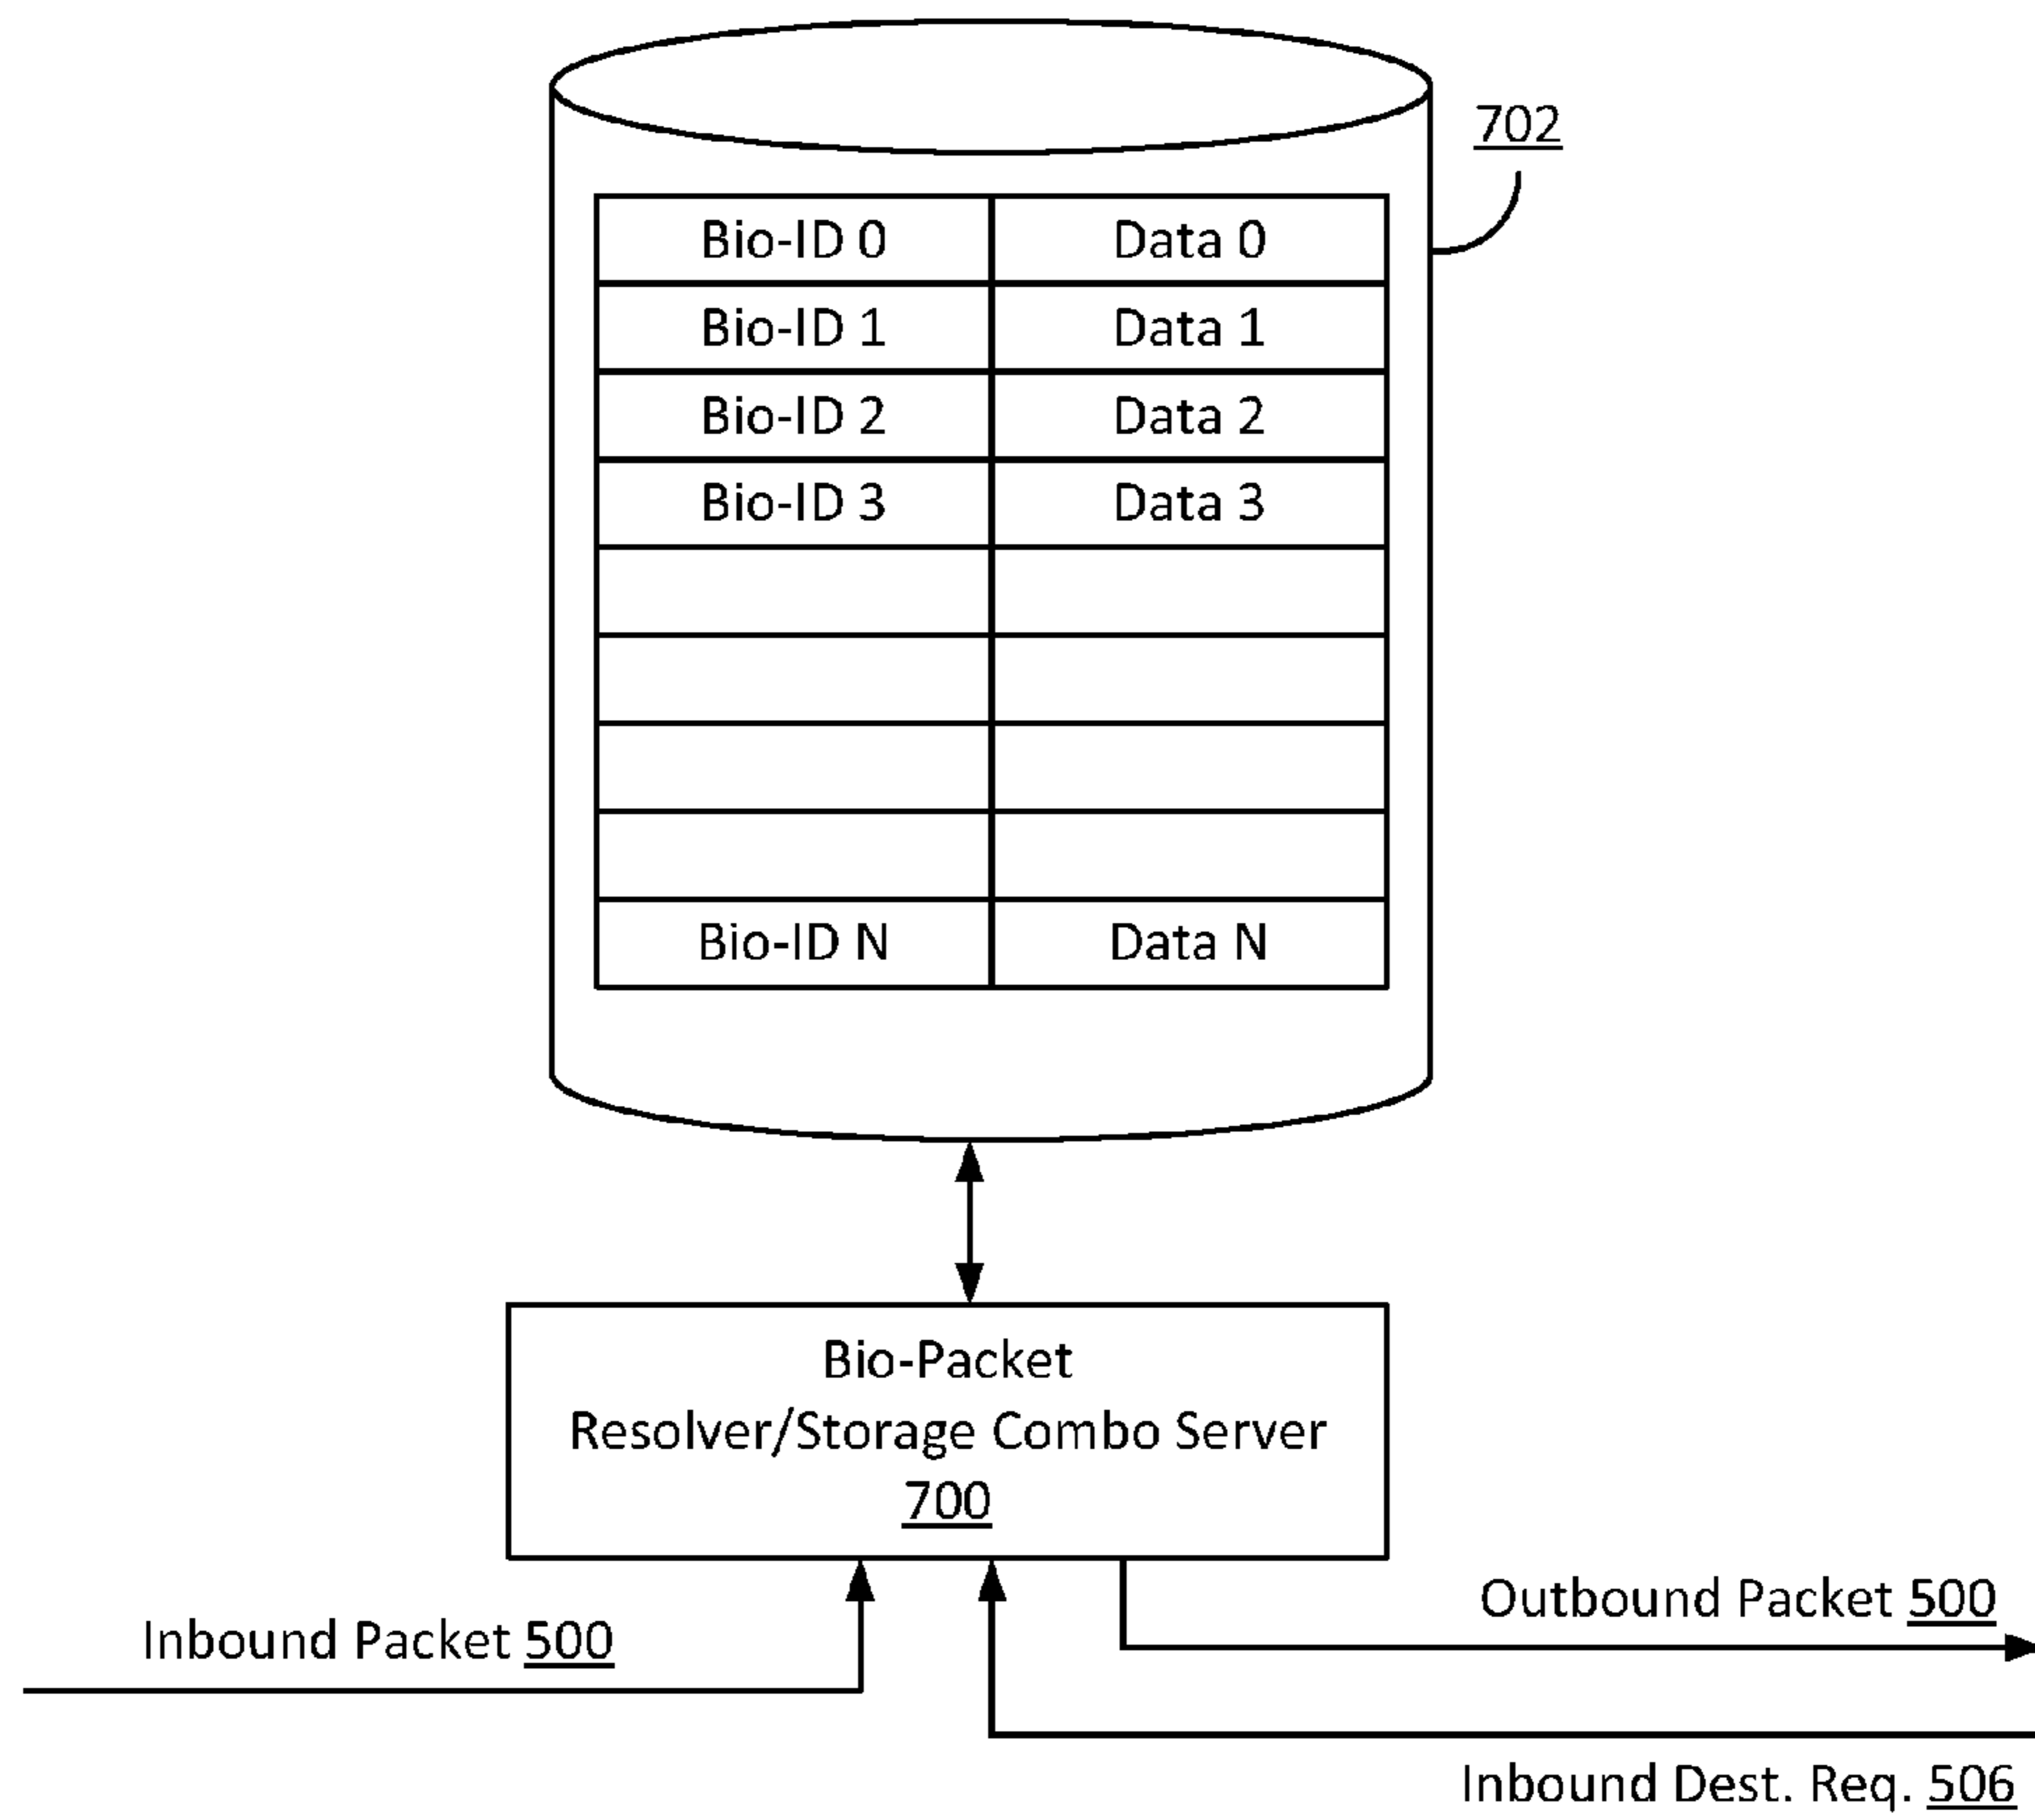 702
Bio-ID 0 Data 0
Bio-ID 1 Data 1
Bio-ID 2 Data 2
Bio-ID 3 Data 3
Bio-ID N Data N
Bio-Packet
Resolver/Storage Combo Server
700
Outbound Packet 500
Inbound Packet 500
Inbound Dest. Req. 506